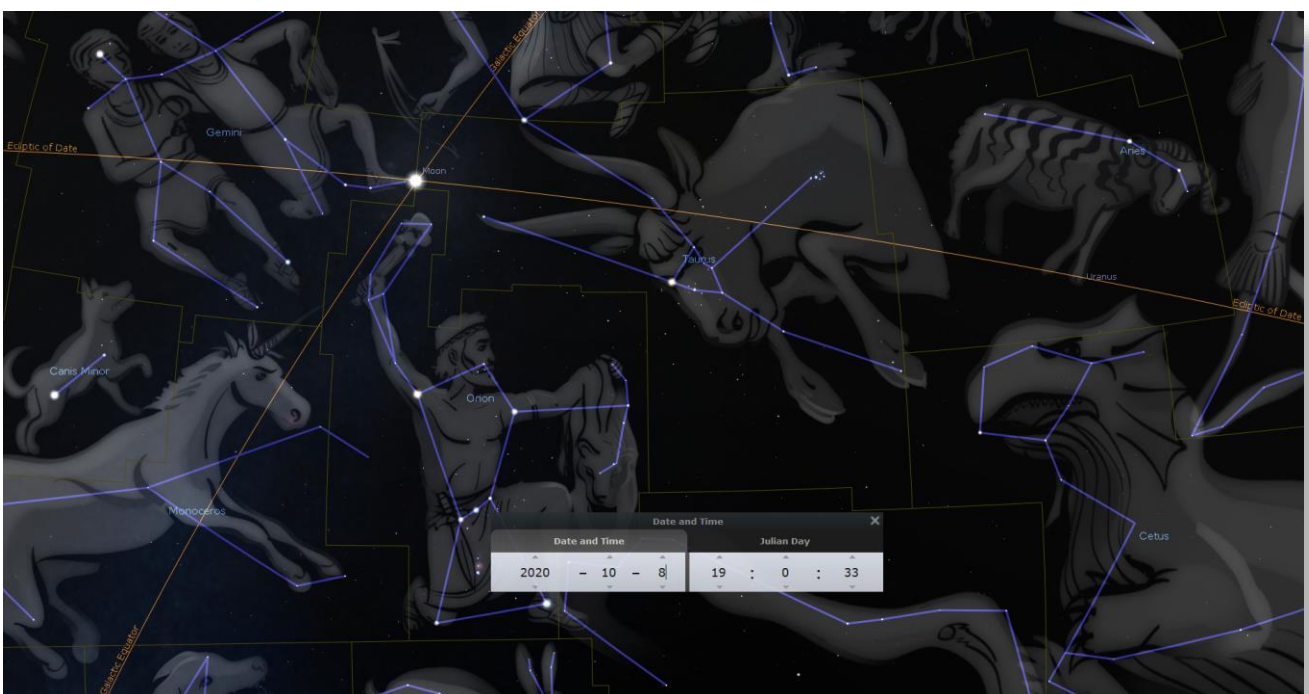 Galactic Equator
Gemini
Ecliptic of Date
Moon
Aries
Taurus
Uranus
Ecliptic of Date
Canis Minor
Orion
Monoceros
Cetus
Date and Time ×
Date and Time Julian Day
2020 – 10 – 8 19 : 0 : 33
Galactic Equator